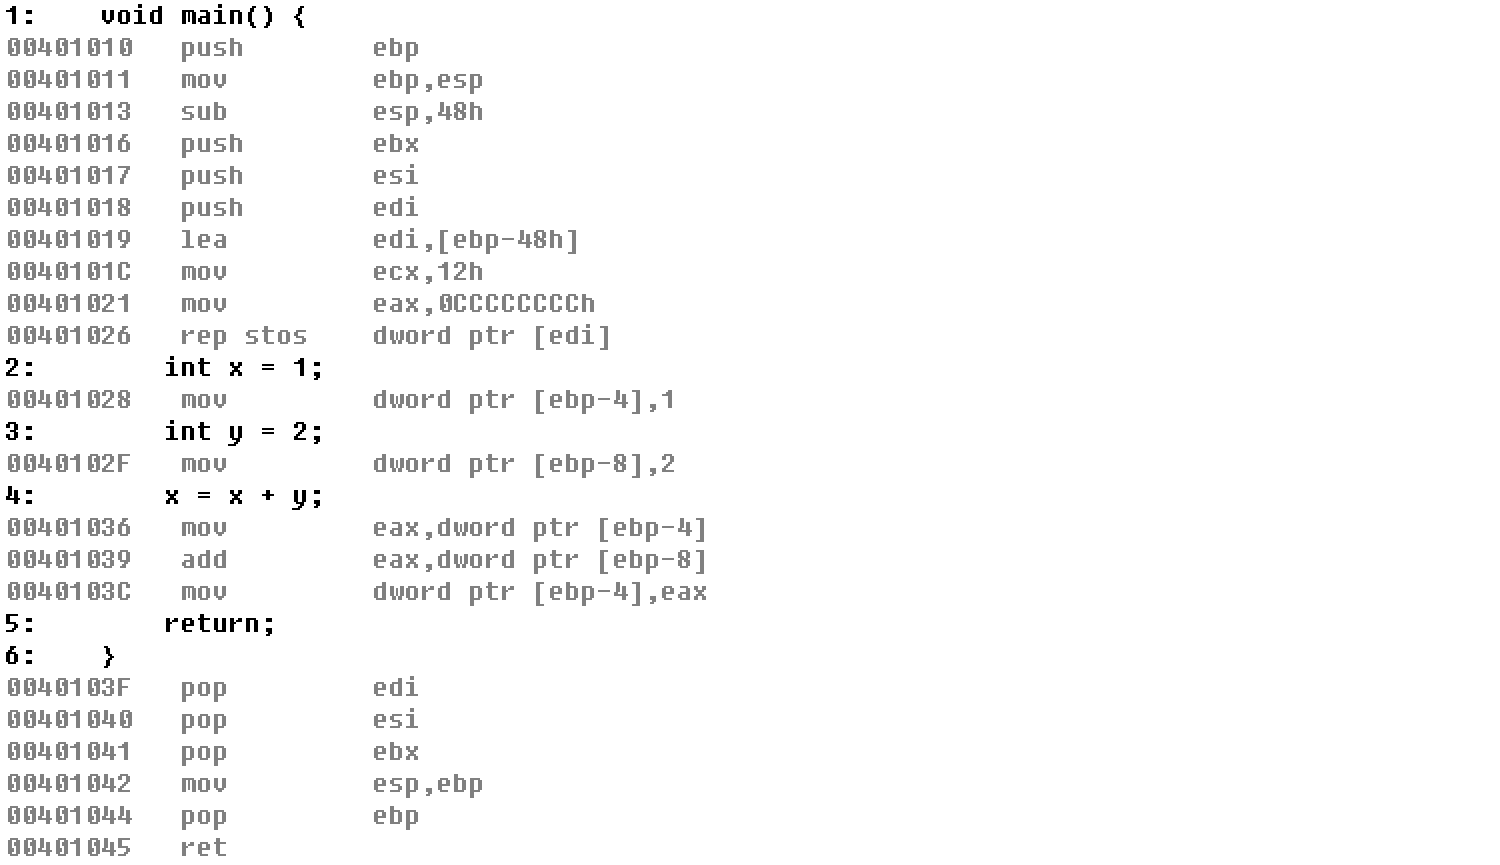 1:    void main() {
00401010   push        ebp
00401011   mov         ebp,esp
00401013   sub         esp,48h
00401016   push        ebx
00401017   push        esi
00401018   push        edi
00401019   lea         edi,[ebp-48h]
0040101C   mov         ecx,12h
00401021   mov         eax,0CCCCCCCCh
00401026   rep stos    dword ptr [edi]
2:        int x = 1;
00401028   mov         dword ptr [ebp-4],1
3:        int y = 2;
0040102F   mov         dword ptr [ebp-8],2
4:        x = x + y;
00401036   mov         eax,dword ptr [ebp-4]
00401039   add         eax,dword ptr [ebp-8]
0040103C   mov         dword ptr [ebp-4],eax
5:        return;
6:    }
0040103F   pop         edi
00401040   pop         esi
00401041   pop         ebx
00401042   mov         esp,ebp
00401044   pop         ebp
00401045   ret